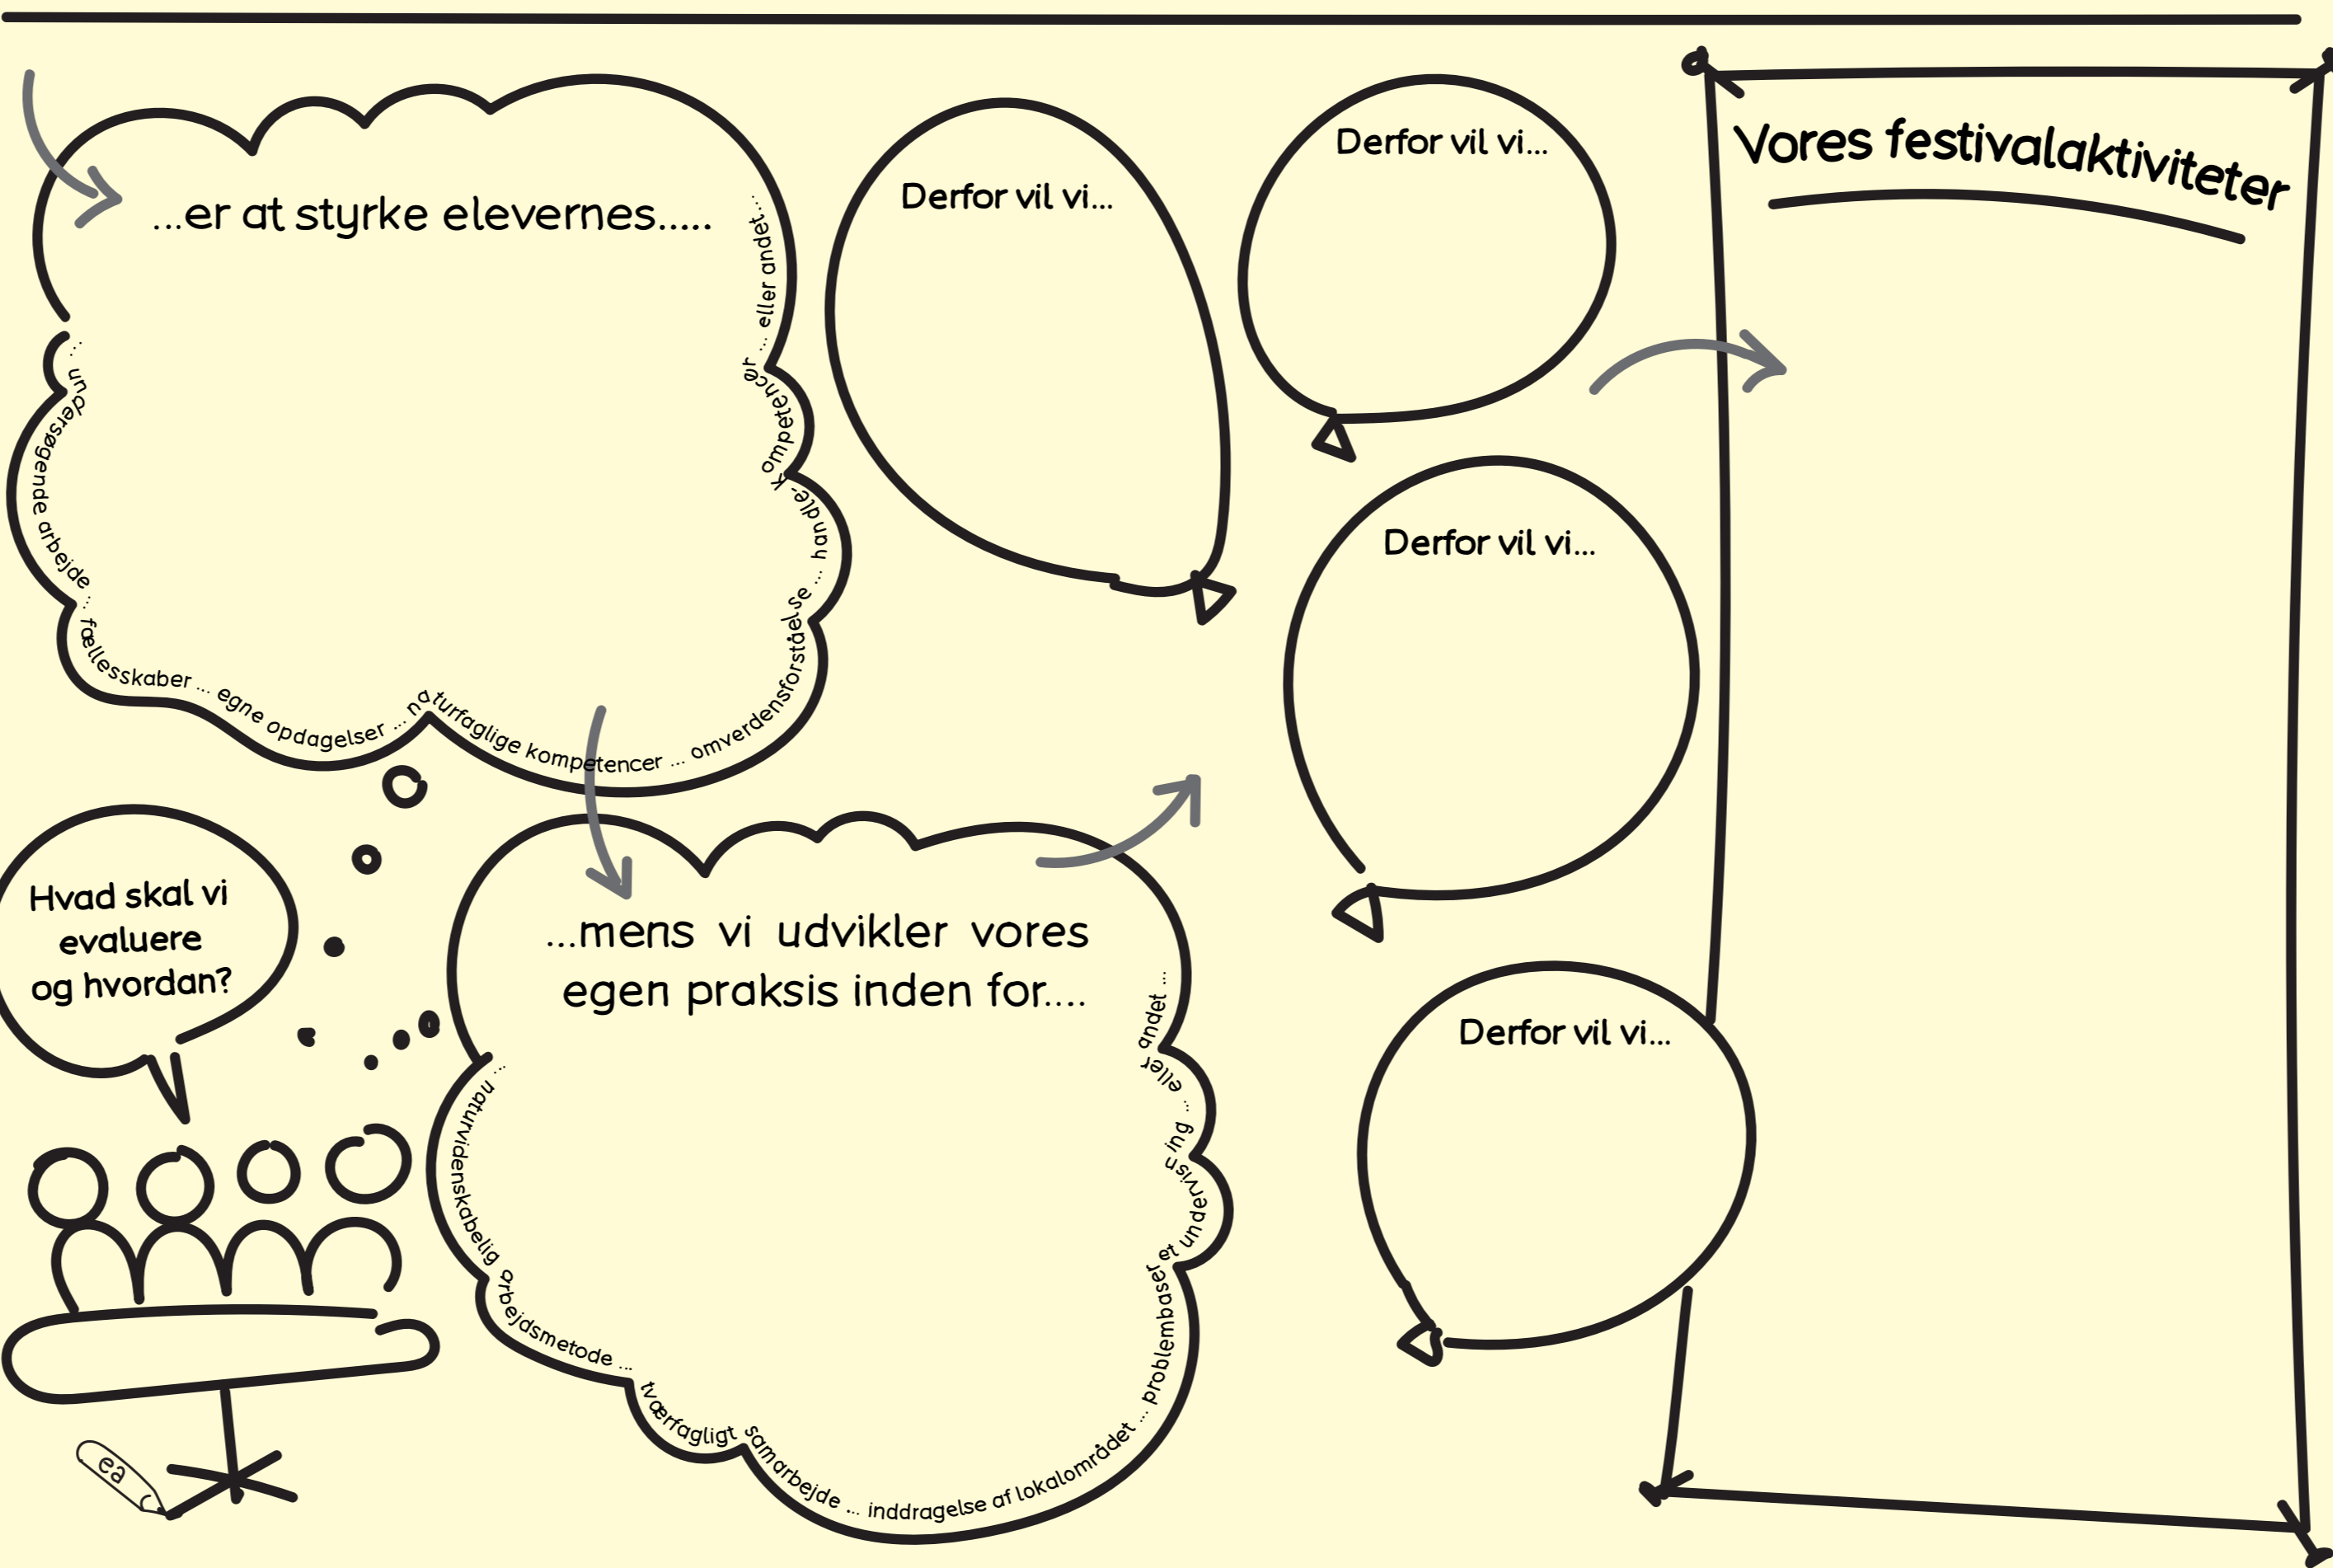 ...er at styrke elevernes.....
... undersøgende arbejde ... fællesskaber ... egne opdagelser ... naturfaglige kompetencer ... omverdensforståelse ... handle-kompetencer ... eller andet...
Derfor vil vi...
Derfor vil vi...
Vores festivalaktiviteter
Derfor vil vi...
Hvad skal vi
evaluere
og hvordan?
...mens vi udvikler vores
egen praksis inden for....
... naturvidenskabelig arbejdsmetode ... tværfagligt samarbejde ... inddragelse af lokalområdet ... problembaseret undervisning ... eller andet ...
Derfor vil vi...
ea